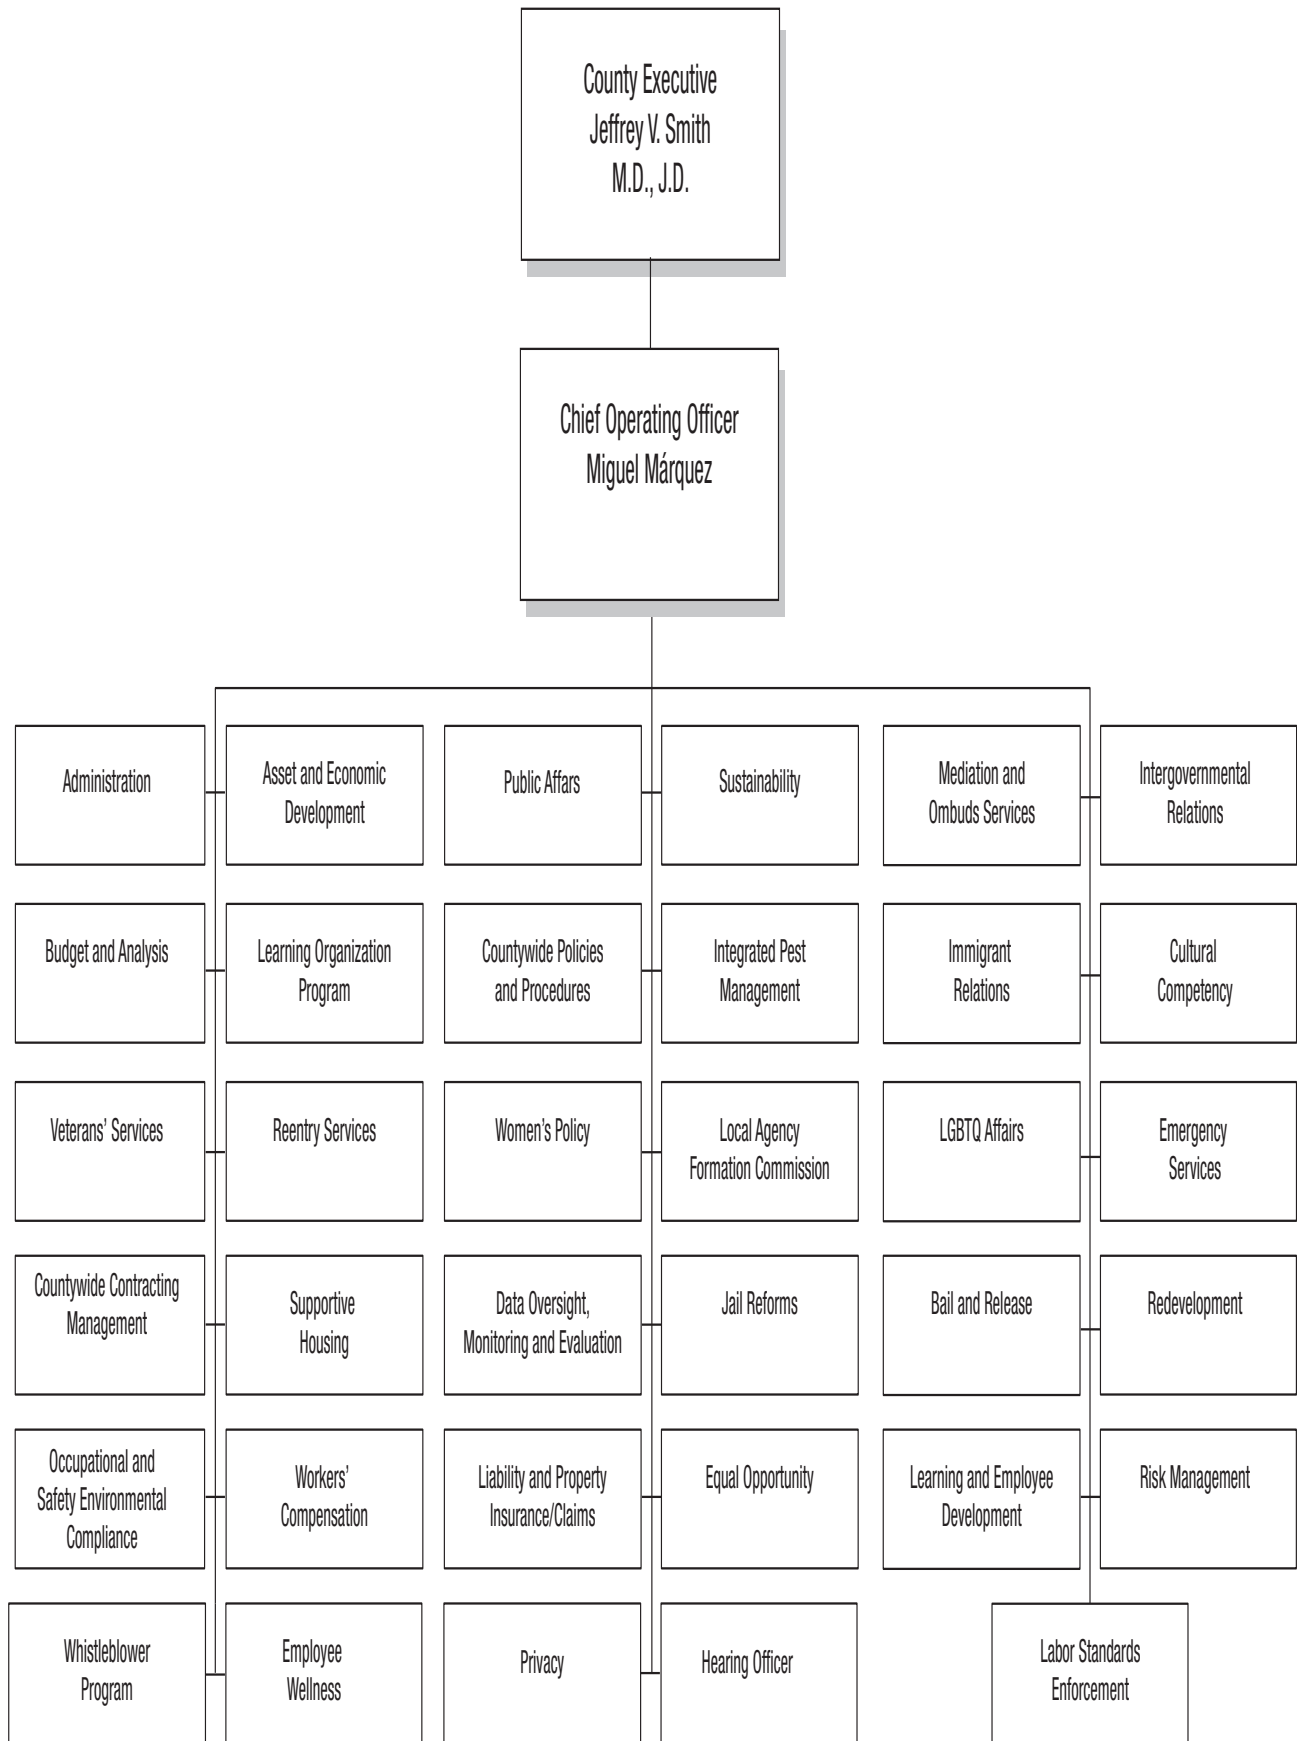 County Executive
Jeffrey V. Smith
M.D., J.D.
Chief Operating Officer
Miguel Márquez
Administration
Asset and Economic
Development
Public Affars
Sustainability
Mediation and
Ombuds Services
Intergovernmental
Relations
Budget and Analysis
Learning Organization
Program
Countywide Policies
and Procedures
Integrated Pest
Management
Immigrant
Relations
Cultural
Competency
Veterans’ Services
Reentry Services
Women’s Policy
Local Agency
Formation Commission
LGBTQ Affairs
Emergency
Services
Countywide Contracting
Management
Supportive
Housing
Data Oversight,
Monitoring and Evaluation
Jail Reforms
Bail and Release
Redevelopment
Occupational and
Safety Environmental
Compliance
Workers’
Compensation
Liability and Property
Insurance/Claims
Equal Opportunity
Learning and Employee
Development
Risk Management
Whistleblower
Program
Employee
Wellness
Privacy
Hearing Officer
Labor Standards
Enforcement